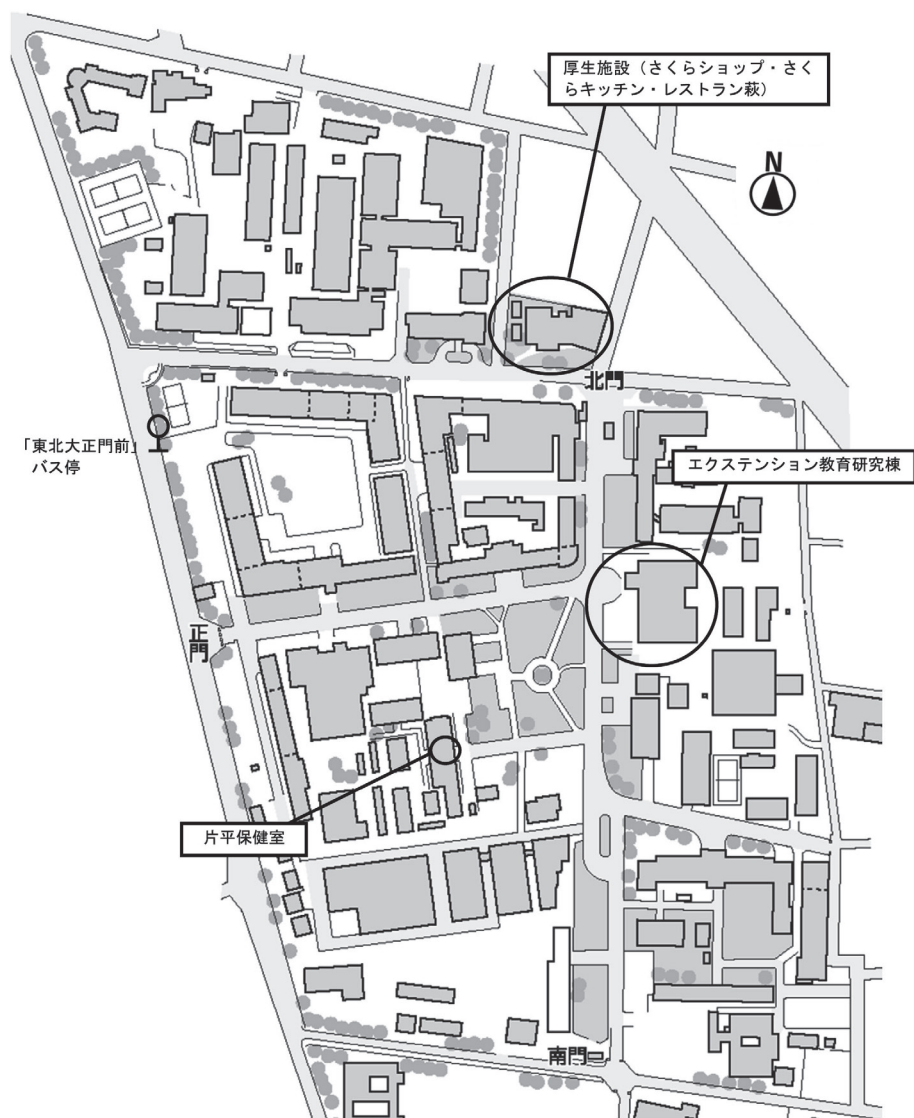 厚生施設（さくらショップ・さく
らキッチン・レストラン萩）
N
北門
「東北大正門前」
バス停
エクステンション教育研究棟
正門
片平保健室
南門